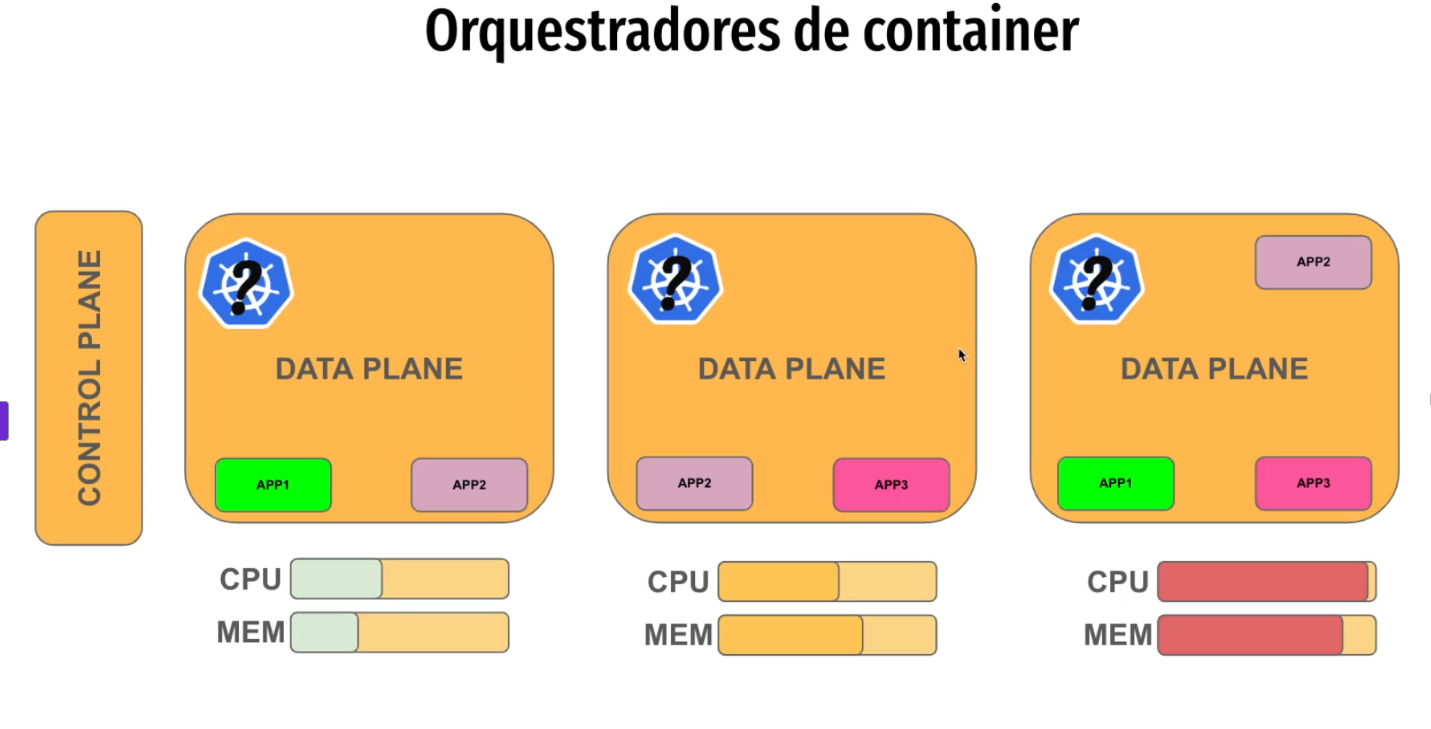 Orquestradores de container
CONTROL PLANE
?
DATA PLANE
APP1
APP2
CPU
MEM
?
DATA PLANE
APP2
APP3
CPU
MEM
?
APP2
DATA PLANE
APP1
APP3
CPU
MEM